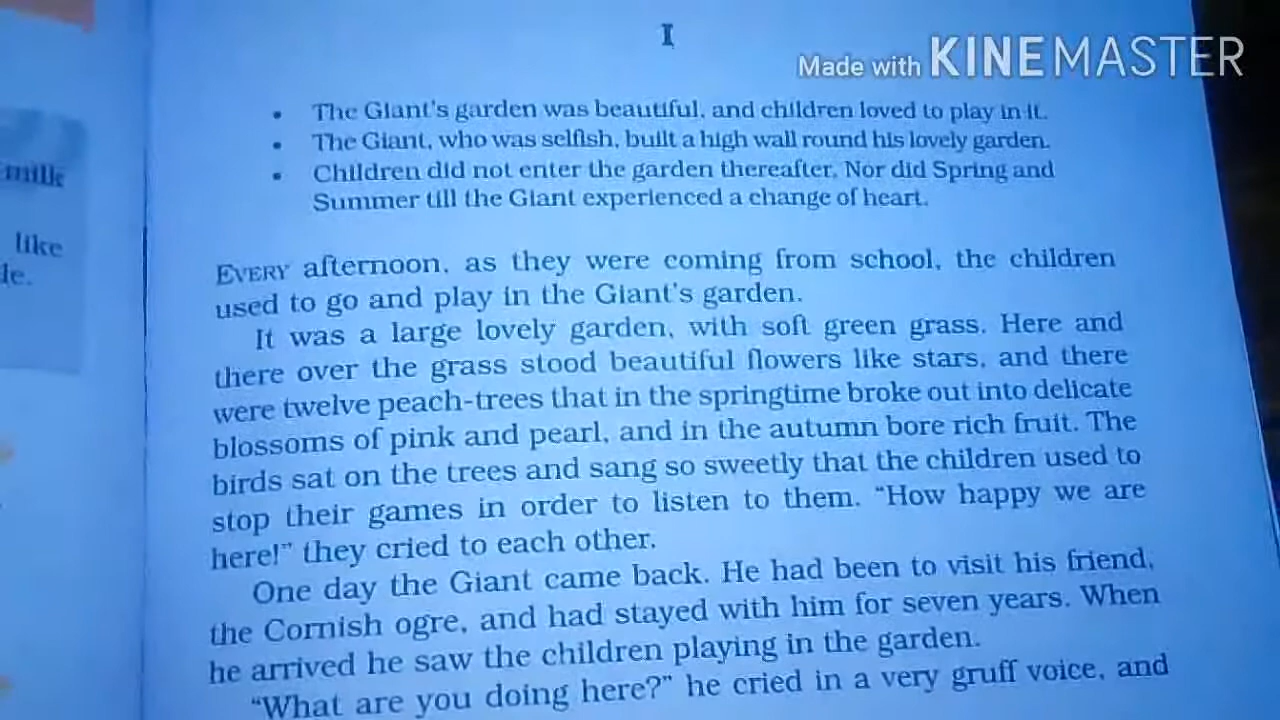 I
Made with KINEMASTER
• The Giant's garden was beautiful, and children loved to play in it.
• The Giant, who was selfish, built a high wall round his lovely garden.
• Children did not enter the garden thereafter. Nor did Spring and
Summer till the Giant experienced a change of heart.
milk
like
le.
EVERY afternoon, as they were coming from school, the children
used to go and play in the Giant's garden.
It was a large lovely garden, with soft green grass. Here and
there over the grass stood beautiful flowers like stars, and there
were twelve peach-trees that in the springtime broke out into delicate
blossoms of pink and pearl, and in the autumn bore rich fruit. The
birds sat on the trees and sang so sweetly that the children used to
stop their games in order to listen to them. “How happy we are
here!” they cried to each other.
One day the Giant came back. He had been to visit his friend,
the Cornish ogre, and had stayed with him for seven years. When
he arrived he saw the children playing in the garden.
“What are you doing here?” he cried in a very gruff voice, and